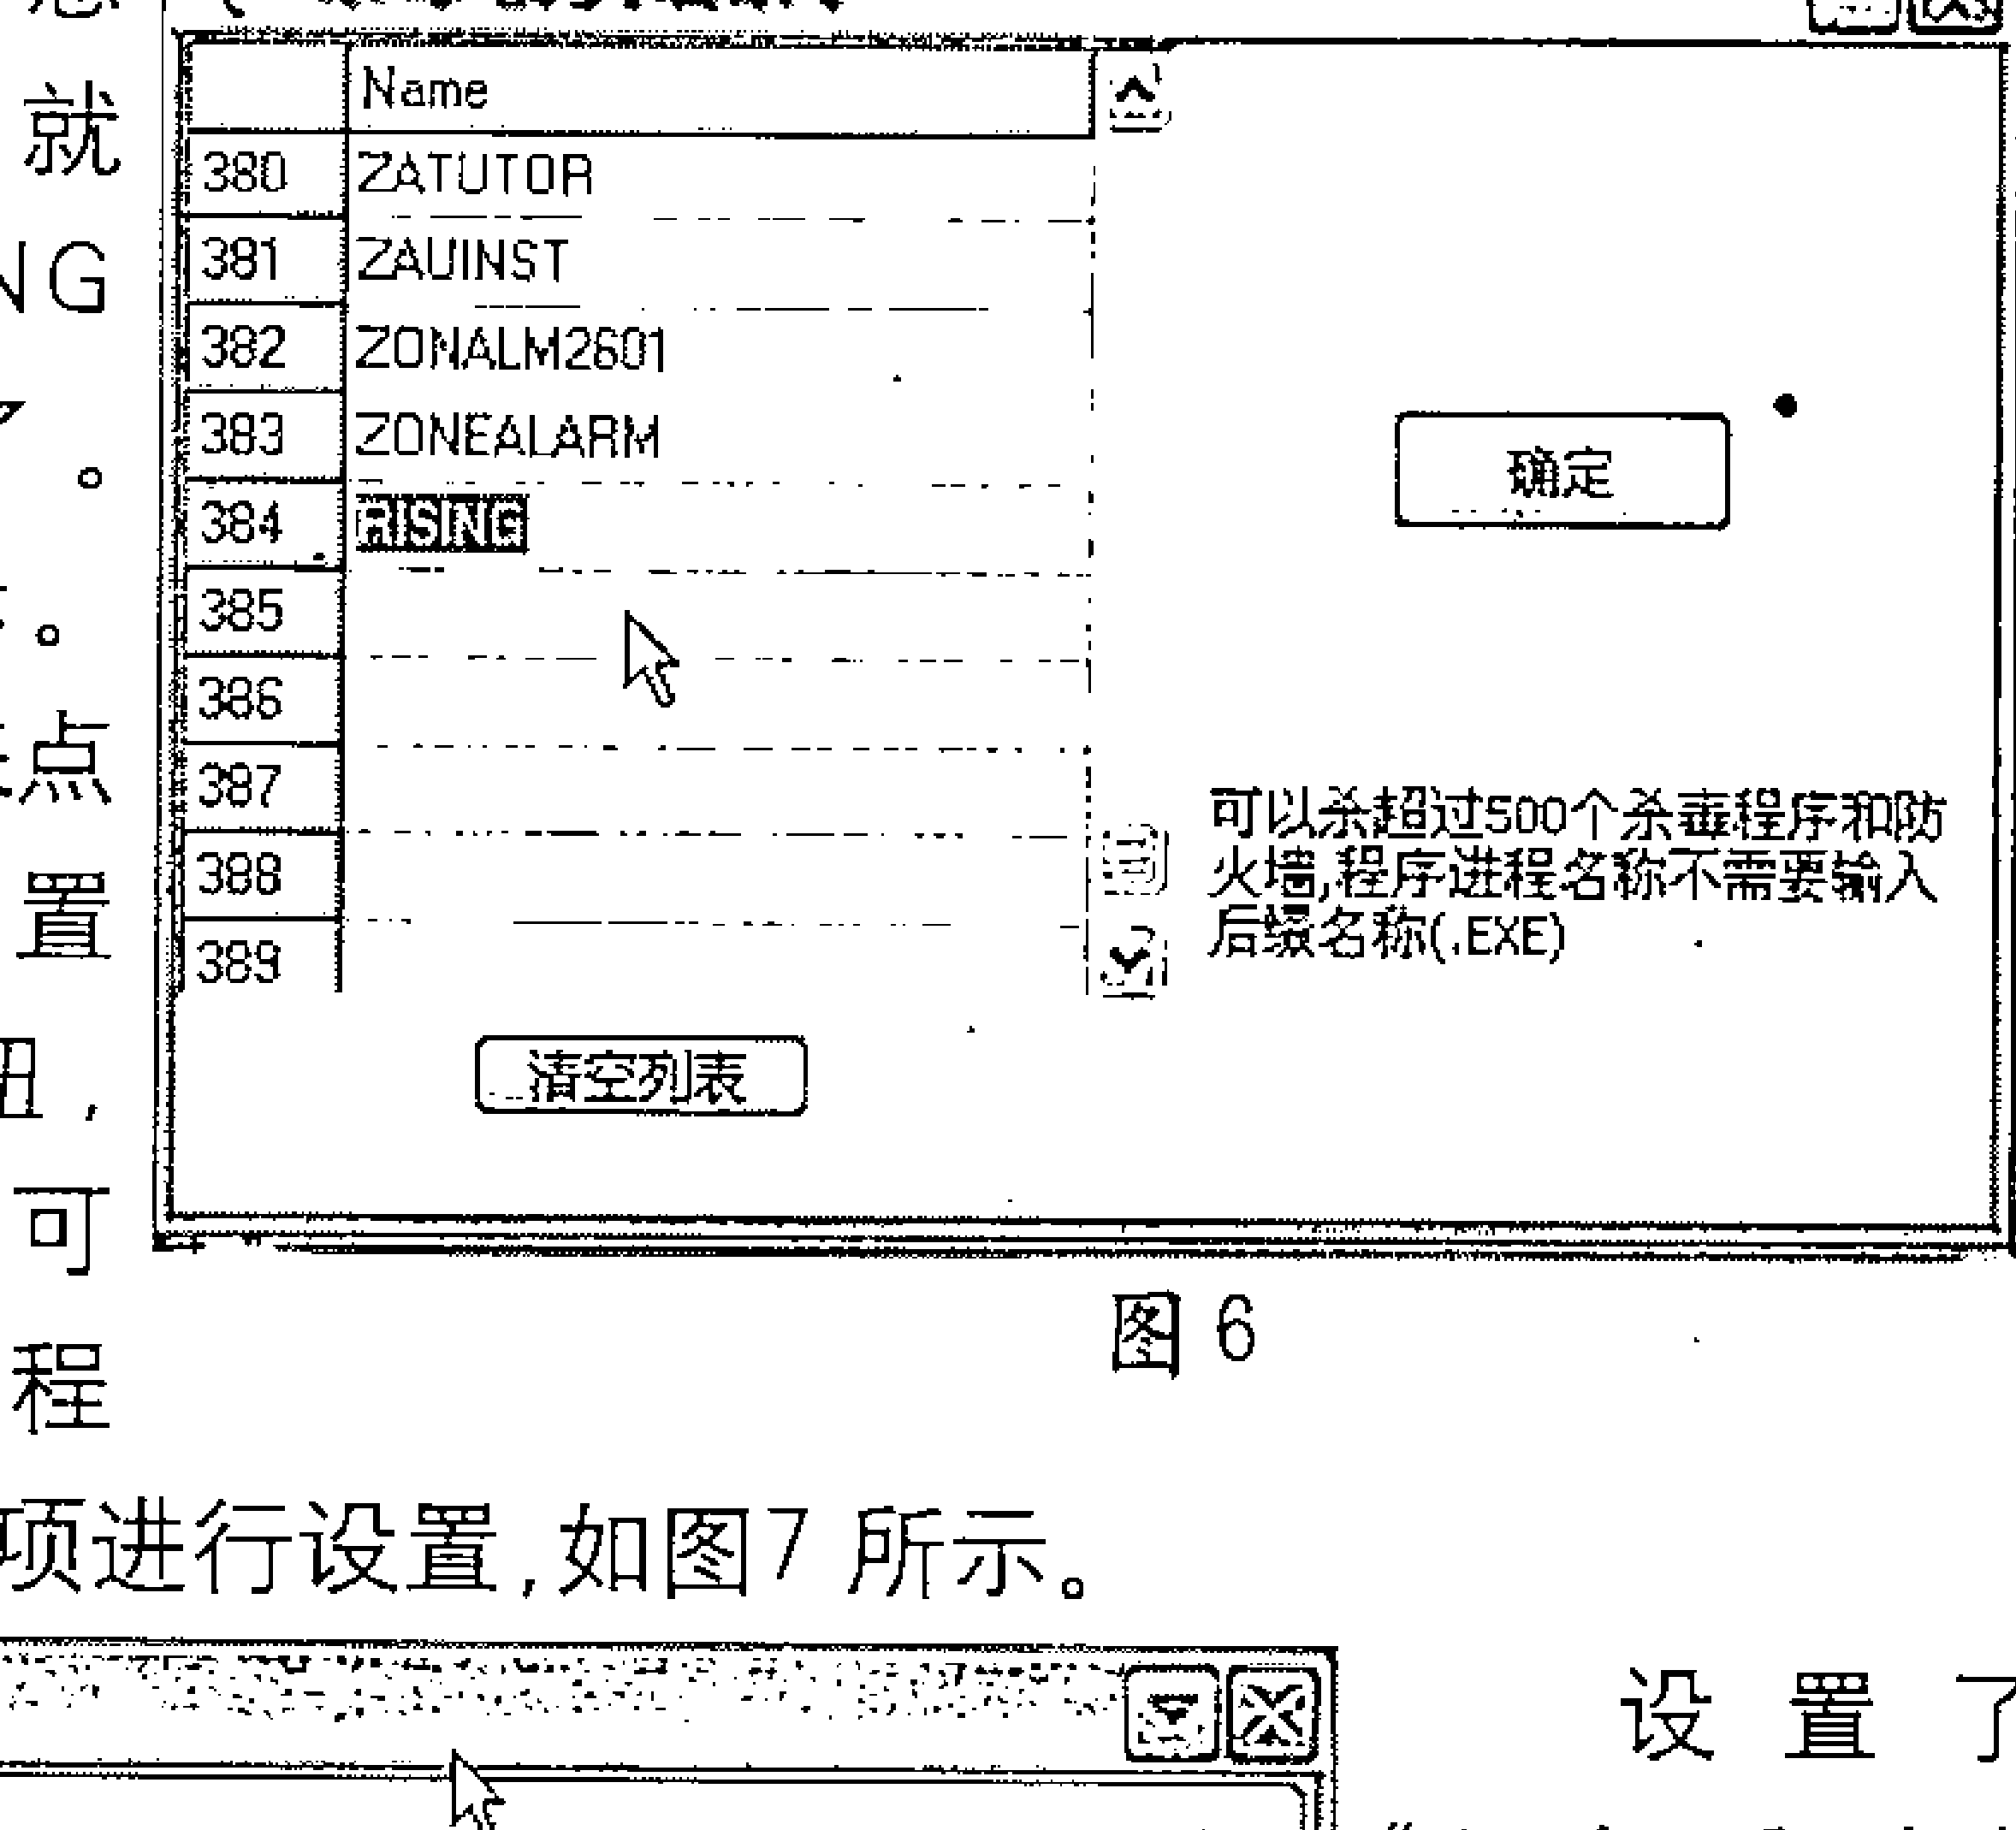 就
NG
。
。
点
置
钮,
可
程
Name
380 ZATUTOR
381 ZAUINST
382 ZONALM2601
383 ZONEALARM
384 RISING
385
386
387
388
389
确定
可以杀超过500个杀毒程序和防
火墙,程序进程名称不需要输入
后缀名称(.EXE)
清空列表
图 6
项进行设置,如图7 所示。
设 置 了